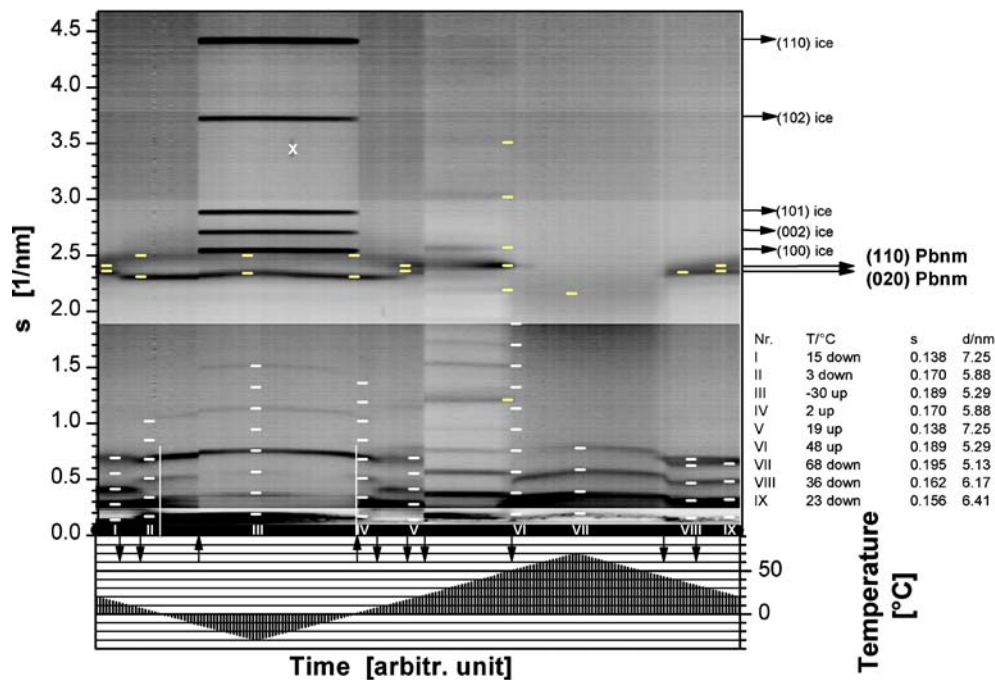 4.5
4.0
3.5
3.0
2.5
2.0
1.5
1.0
0.5
0.0
s [1/nm]
X
(110) ice
(102) ice
(101) ice
(002) ice
(100) ice
(110) Pbnm
(020) Pbnm
Nr. T/°C s d/nm
I 15 down 0.138 7.25
II 3 down 0.170 5.88
III -30 up 0.189 5.29
IV 2 up 0.170 5.88
V 19 up 0.138 7.25
VI 48 up 0.189 5.29
VII 68 down 0.195 5.13
VIII 36 down 0.162 6.17
IX 23 down 0.156 6.41
I II III IV V VI VII VIII IX
50
0
Temperature
[°C]
Time [arbitr. unit]